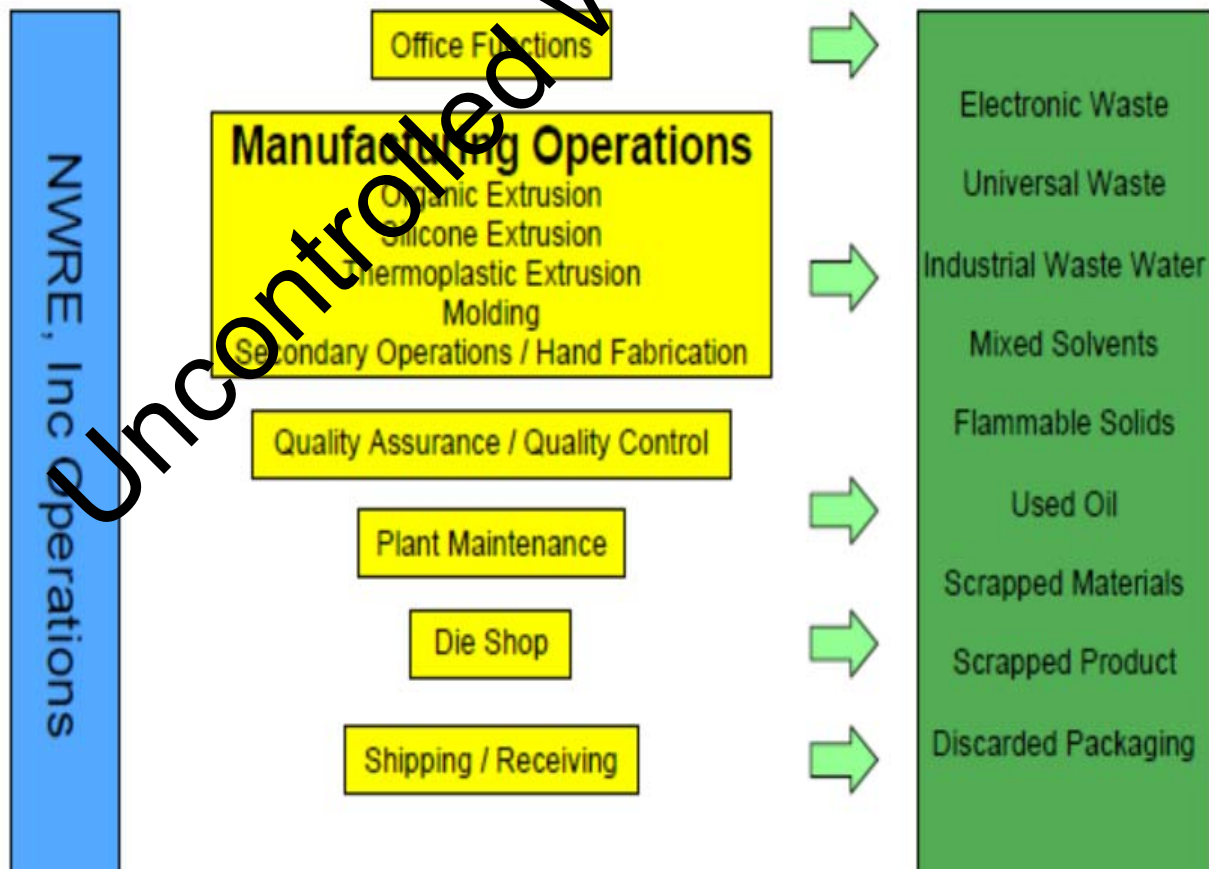 NWRE, Inc Operations
Office Functions
Manufacturing Operations
Organic Extrusion
Silicone Extrusion
Thermoplastic Extrusion
Molding
Secondary Operations / Hand Fabrication
Quality Assurance / Quality Control
Plant Maintenance
Die Shop
Shipping / Receiving
Electronic Waste
Universal Waste
Industrial Waste Water
Mixed Solvents
Flammable Solids
Used Oil
Scrapped Materials
Scrapped Product
Discarded Packaging
Uncontrolled